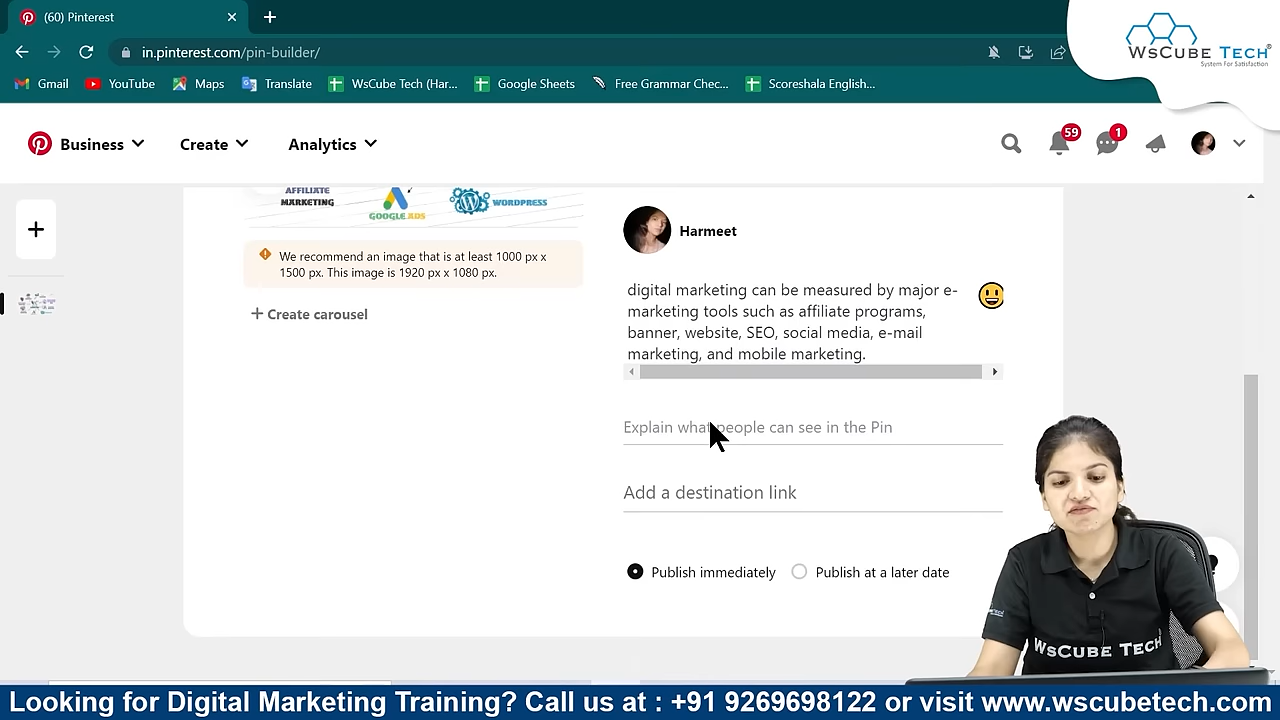 (60) Pinterest
in.pinterest.com/pin-builder/
WsCube Tech®
System For Satisfaction
Gmail YouTube Maps Translate WsCube Tech (Har... Google Sheets Free Grammar Chec... Scoreshala English...
Business Create Analytics 59 1
AFFILIATE
MARKETING
GOOGLE ADS
WORDPRESS
We recommend an image that is at least 1000 px x
1500 px. This image is 1920 px x 1080 px.
+ Create carousel
Harmeet
digital marketing can be measured by major e-
marketing tools such as affiliate programs,
banner, website, SEO, social media, e-mail
marketing, and mobile marketing.
Explain what people can see in the Pin
Add a destination link
Publish immediately Publish at a later date
WSCUBE TECH
Looking for Digital Marketing Training? Call us at : +91 9269698122 or visit www.wscubetech.com